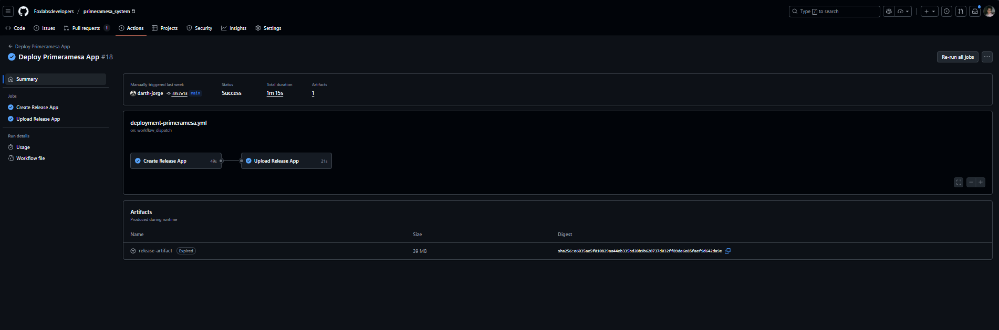 Foxlabsdevelopers / primeramesa_system
Type / to search
Code Issues Pull requests 1 Actions Projects Security Insights Settings
Deploy Primeramesa App
Deploy Primeramesa App #18
Re-run all jobs
Summary
Jobs
Create Release App
Upload Release App
Run details
Usage
Workflow file
Manually triggered last week Status Total duration Artifacts
darth-jorge 4f57e13 main Success 1m 15s 1
deployment-primeramesa.yml
on: workflow_dispatch
Create Release App 49s Upload Release App 21s
Artifacts
Produced during runtime
Name Size Digest
release-artifact Expired 39 MB sha256:e6035ae5f010829aa44eb335bd20b9b620737d032ff89de6e85faef9d642da9e